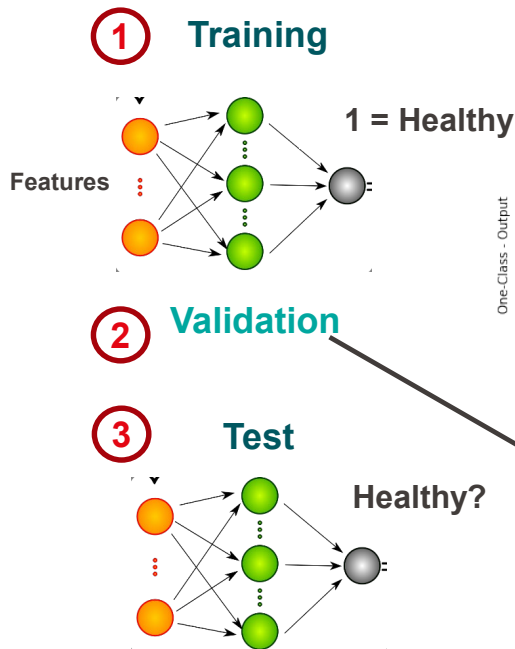 1 Training
1 = Healthy
Features
One-Class - Output
2 Validation
3 Test
Healthy?